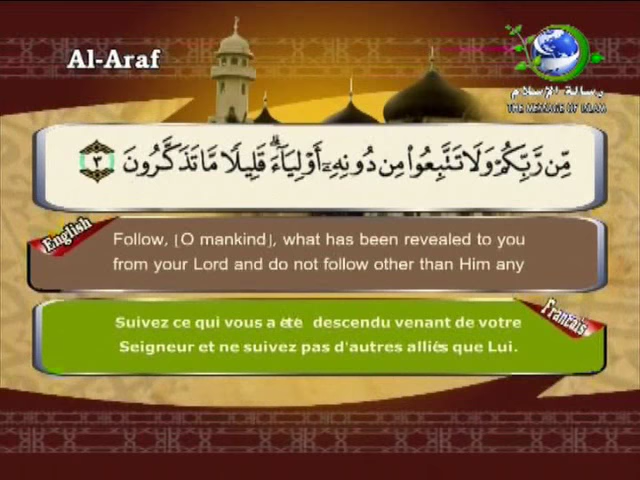 Al-Araf
رسالة الإسلام
THE MESSAGE OF ISLAM
مِّن رَّبِّكُمْ وَلَا تَتَّبِعُوا۟ مِن دُونِهِۦٓ أَوْلِيَآءَ ۗ قَلِيلًا مَّا تَذَكَّرُونَ ٣
English
Follow, [O mankind], what has been revealed to you
from your Lord and do not follow other than Him any
Francais
Suivez ce qui vous a été descendu venant de votre
Seigneur et ne suivez pas d'autres alliés que Lui.